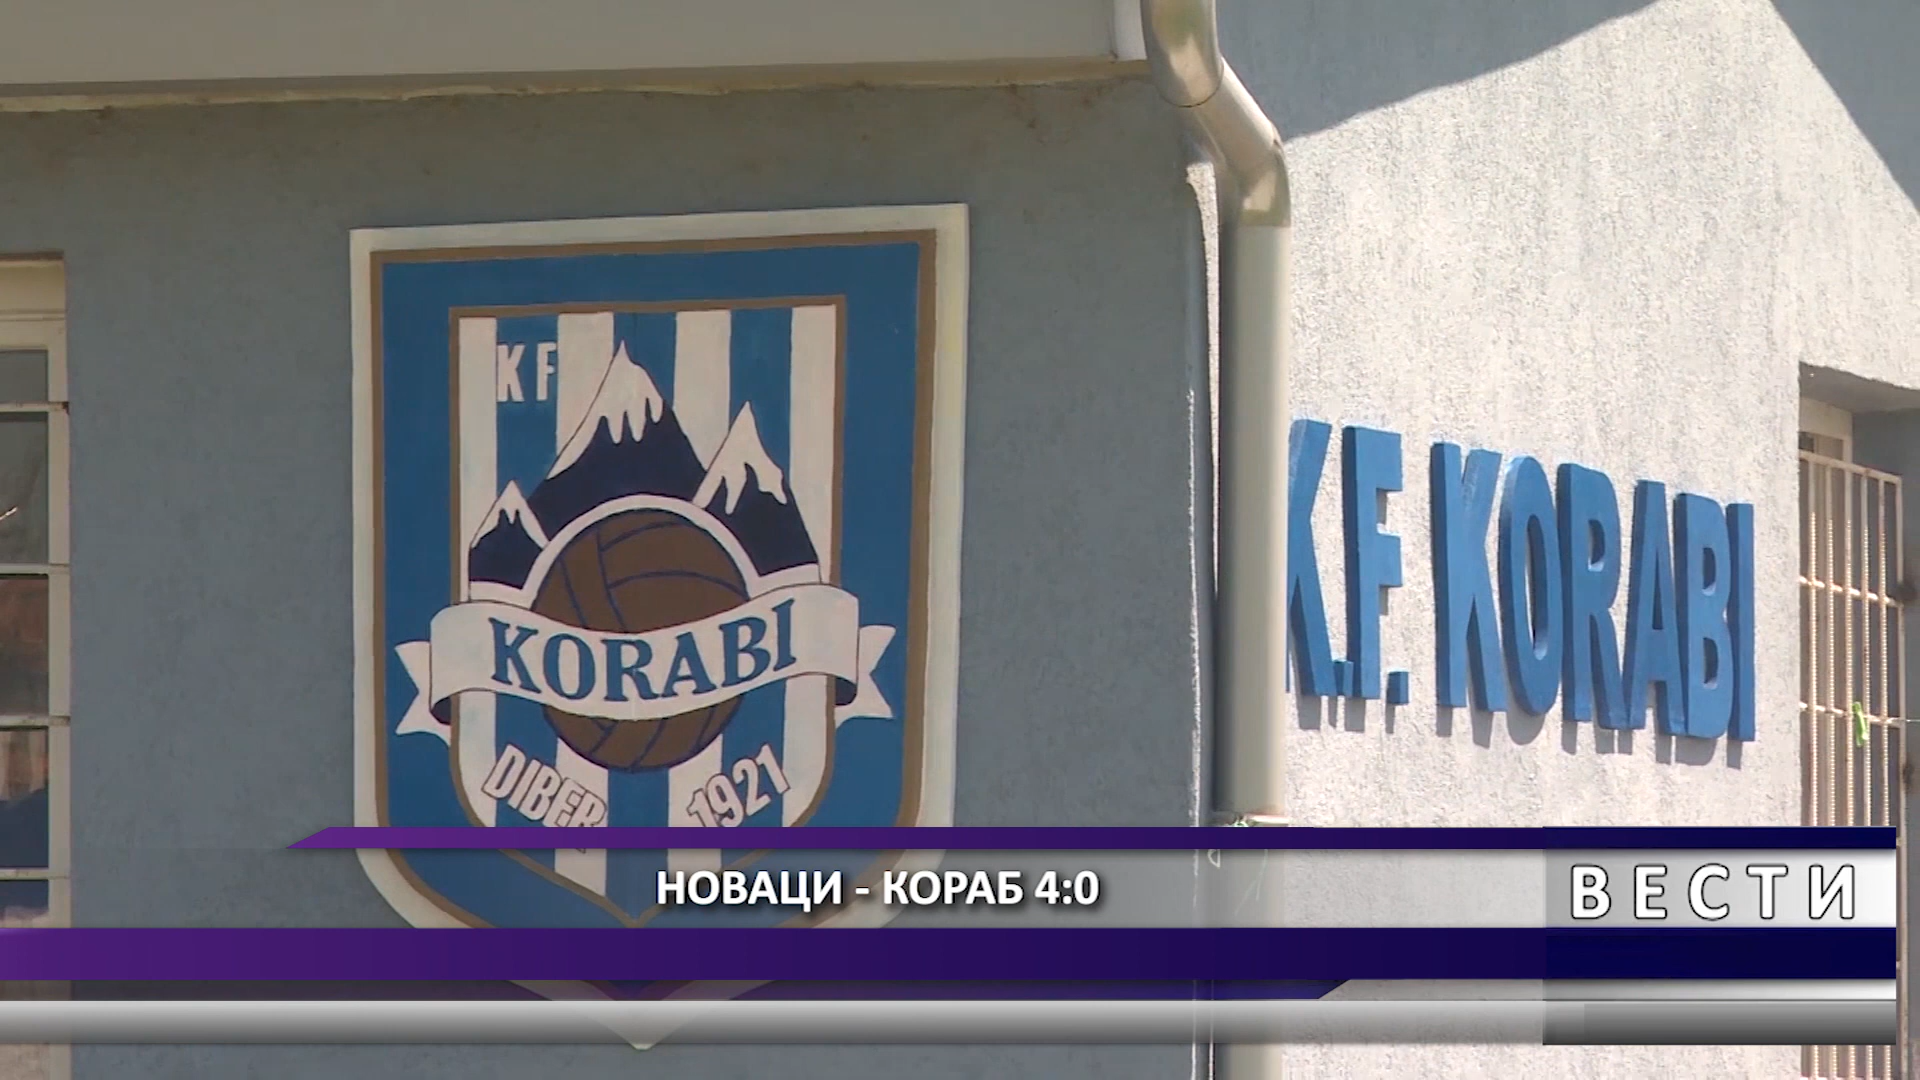 KF
KORABI
DIBER 1921
K.F. KORABI
НОВАЦИ - КОРАБ 4:0
ВЕСТИ